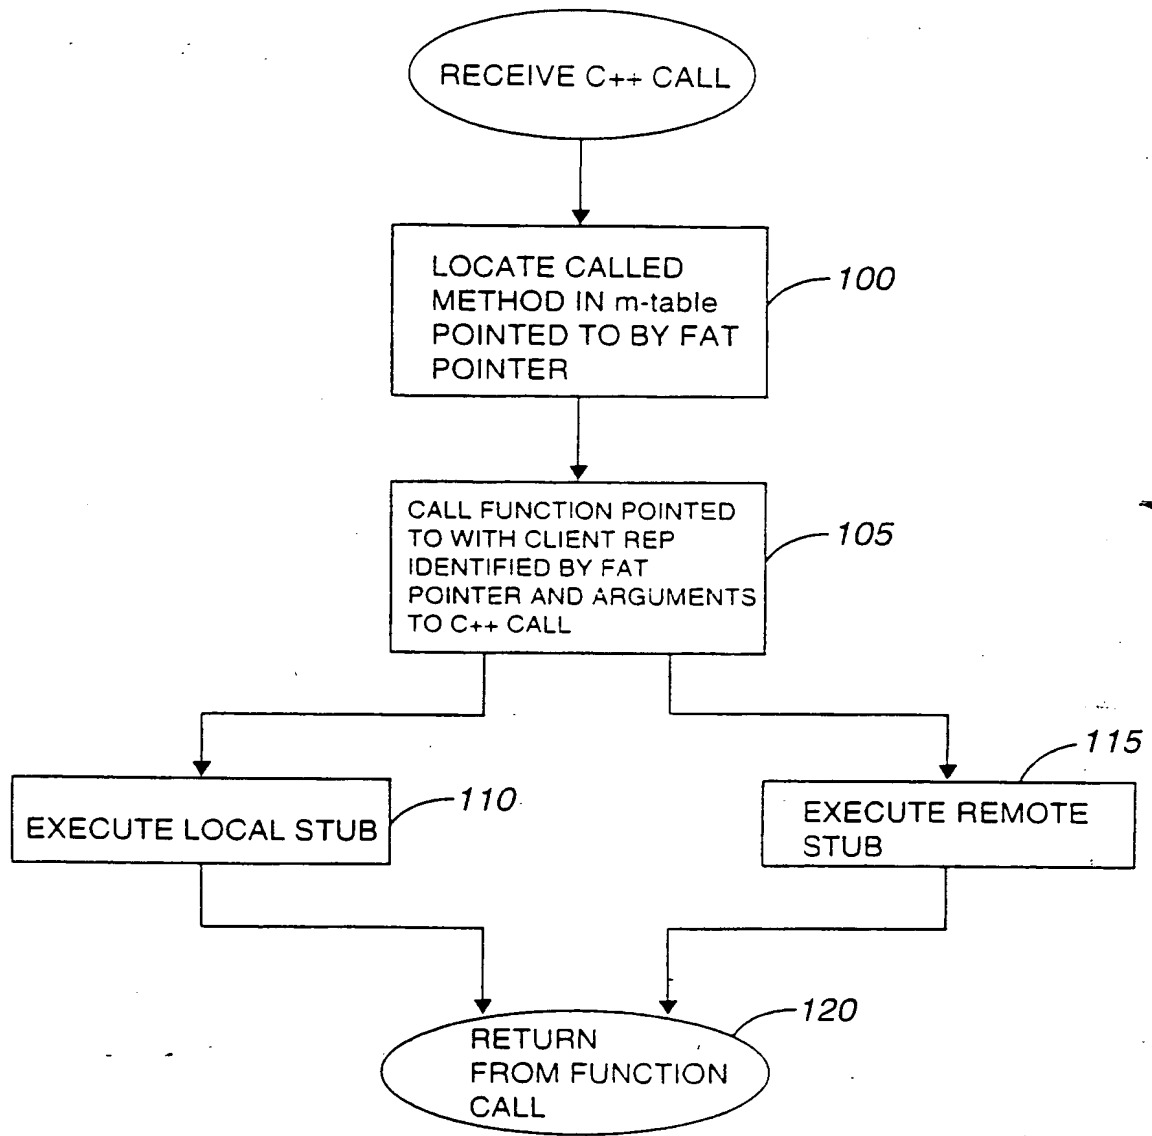 RECEIVE C++ CALL
LOCATE CALLED
METHOD IN m-table
POINTED TO BY FAT
POINTER
100
CALL FUNCTION POINTED
TO WITH CLIENT REP
IDENTIFIED BY FAT
POINTER AND ARGUMENTS
TO C++ CALL
105
EXECUTE LOCAL STUB
110
EXECUTE REMOTE
STUB
115
RETURN
FROM FUNCTION
CALL
120